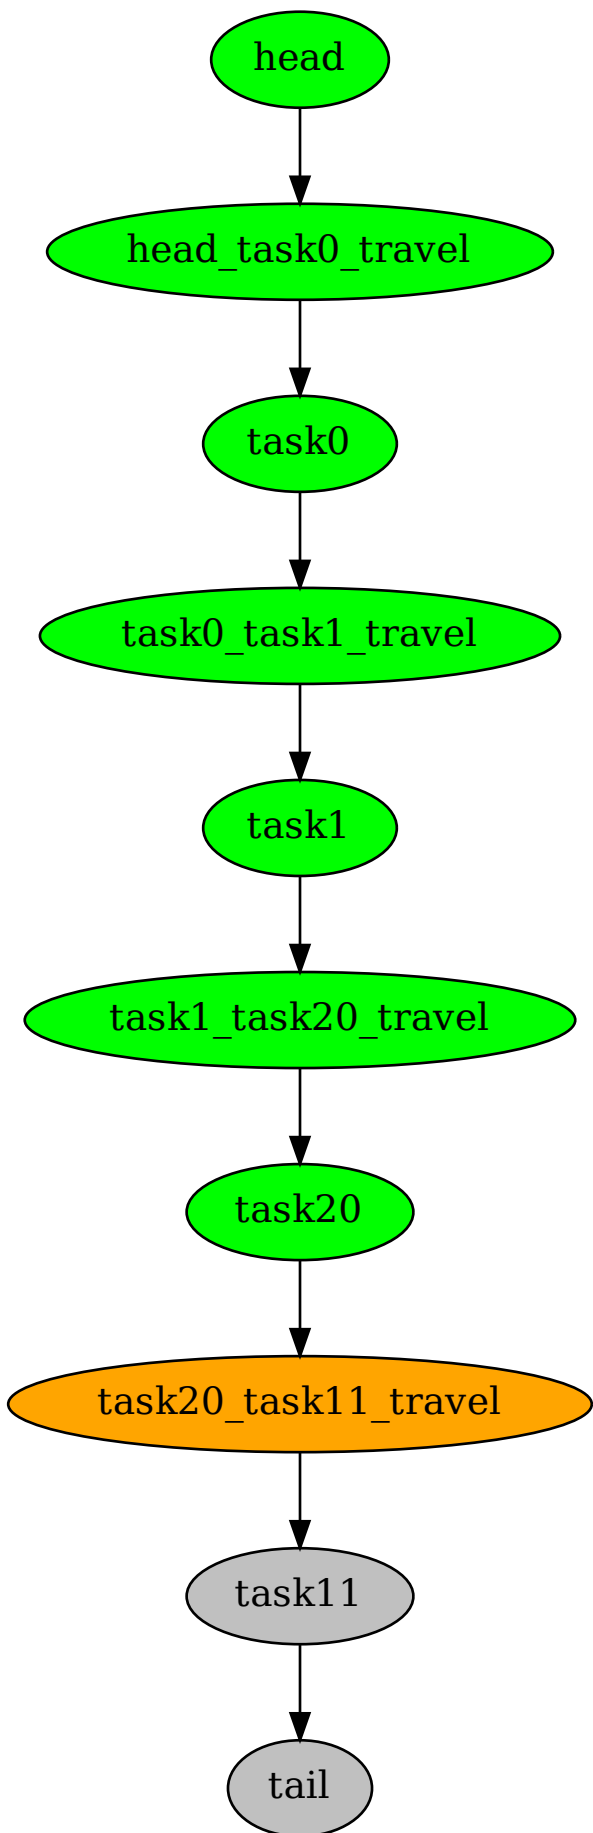 head
head_task0_travel
task0
task0_task1_travel
task1
task1_task20_travel
task20
task20_task11_travel
task11
tail